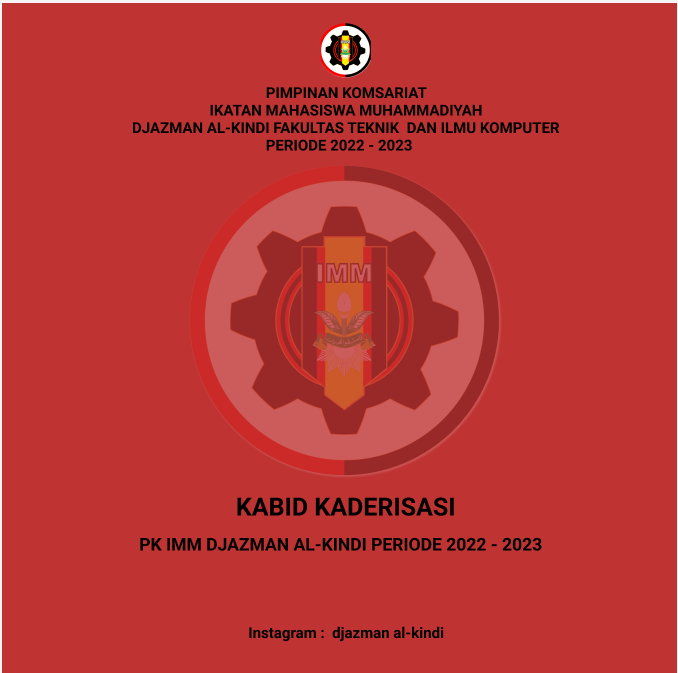 PIMPINAN KOMSARIAT
IKATAN MAHASISWA MUHAMMADIYAH
DJAZMAN AL-KINDI FAKULTAS TEKNIK DAN ILMU KOMPUTER
PERIODE 2022 - 2023
IMM
KABID KADERISASI
PK IMM DJAZMAN AL-KINDI PERIODE 2022 - 2023
Instagram : djazman al-kindi